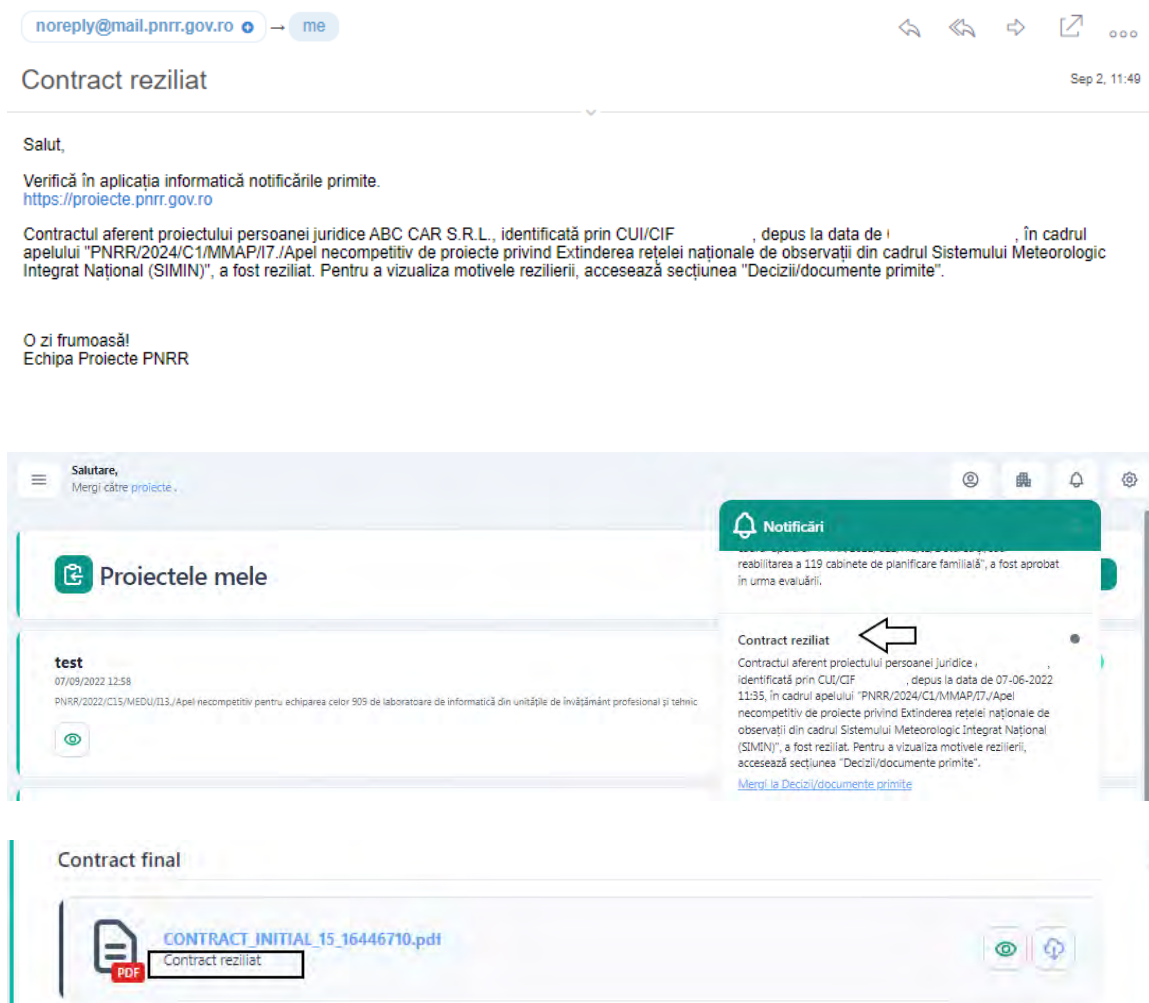 noreply@mail.pnrr.gov.ro → me
Contract reziliat
Sep 2, 11:49
Salut,
Verifică în aplicația informatică notificările primite.
https://proiecte.pnrr.gov.ro
Contractul aferent proiectului persoanei juridice ABC CAR S.R.L., identificată prin CUI/CIF , depus la data de , în cadrul
apelului "PNRR/2024/C1/MMAP/I7./Apel necompetitiv de proiecte privind Extinderea rețelei naționale de observații din cadrul Sistemului Meteorologic
Integrat Național (SIMIN)", a fost reziliat. Pentru a vizualiza motivele rezilierii, accesează secțiunea "Decizii/documente primite".
O zi frumoasă!
Echipa Proiecte PNRR
Salutare,
Mergi către proiecte .
Notificări
reabilitarea a 119 cabinete de planificare familială", a fost aprobat
în urma evaluării.
Proiectele mele
Contract reziliat
Contractul aferent proiectului persoanei juridice ,
identificată prin CUI/CIF , depus la data de 07-06-2022
11:35, în cadrul apelului "PNRR/2024/C1/MMAP/I7./Apel
necompetitiv de proiecte privind Extinderea rețelei naționale de
observații din cadrul Sistemului Meteorologic Integrat Național
(SIMIN)", a fost reziliat. Pentru a vizualiza motivele rezilierii,
accesează secțiunea "Decizii/documente primite".
Mergi la Decizii/documente primite
test
07/09/2022 12:58
PNRR/2022/C15/MEDU/I13./Apel necompetitiv pentru echiparea celor 909 de laboratoare de informatică din unitățile de învățământ profesional și tehnic
Contract final
CONTRACT_INITIAL_15_16446710.pdf
Contract reziliat
PDF